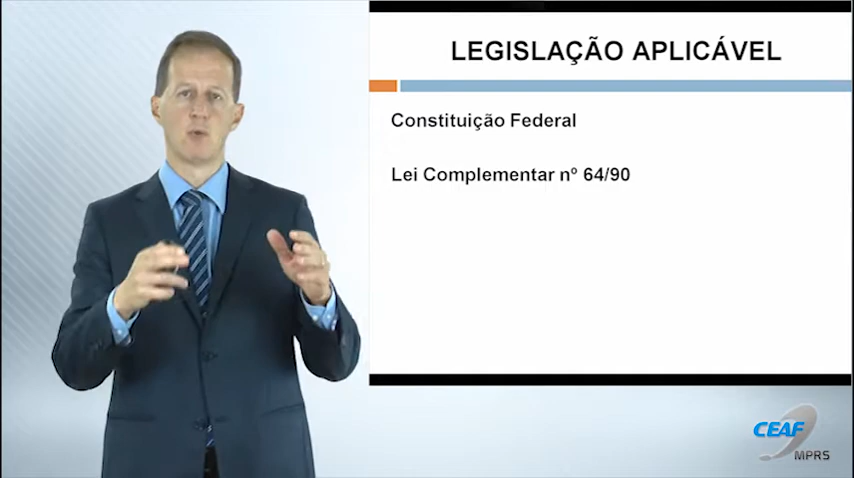 LEGISLAÇÃO APLICÁVEL
Constituição Federal
Lei Complementar nº 64/90
CEAF
MPRS